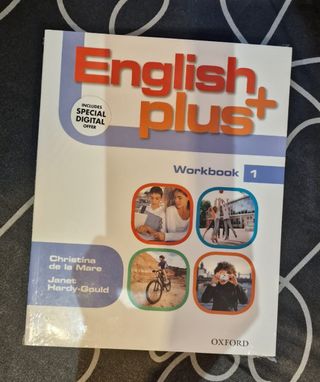 English
plus+
INCLUDES
SPECIAL
DIGITAL
OFFER
Workbook 1
Christina
de la Mare
Janet
Hardy-Gould
OXFORD